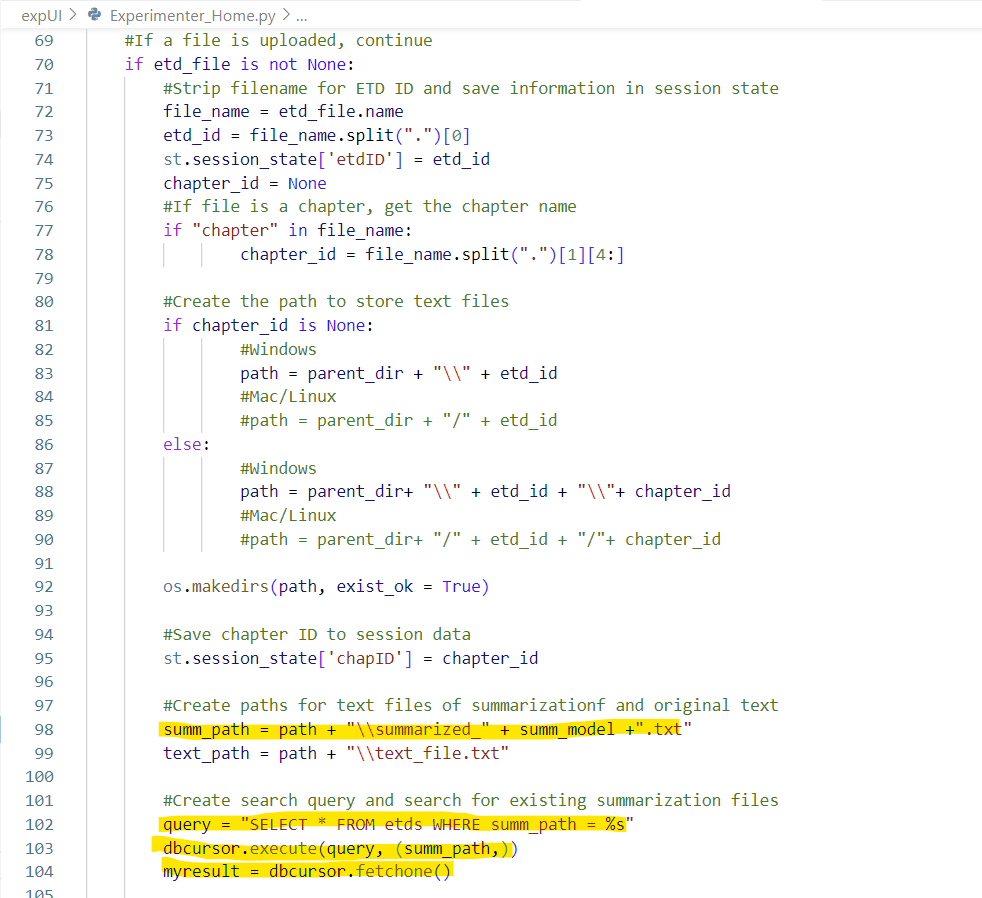 expUI > Experimenter_Home.py > ...
69 #If a file is uploaded, continue
70 if etd_file is not None:
71 #Strip filename for ETD ID and save information in session state
72 file_name = etd_file.name
73 etd_id = file_name.split(".")[0]
74 st.session_state['etdID'] = etd_id
75 chapter_id = None
76 #If file is a chapter, get the chapter name
77 if "chapter" in file_name:
78 chapter_id = file_name.split(".")[1][4:]
79
80 #Create the path to store text files
81 if chapter_id is None:
82 #Windows
83 path = parent_dir + "\\" + etd_id
84 #Mac/Linux
85 #path = parent_dir + "/" + etd_id
86 else:
87 #Windows
88 path = parent_dir+ "\\" + etd_id + "\\"+ chapter_id
89 #Mac/Linux
90 #path = parent_dir+ "/" + etd_id + "/"+ chapter_id
91
92 os.makedirs(path, exist_ok = True)
93
94 #Save chapter ID to session data
95 st.session_state['chapID'] = chapter_id
96
97 #Create paths for text files of summarizationf and original text
98 summ_path = path + "\\summarized_" + summ_model +".txt"
99 text_path = path + "\\text_file.txt"
100
101 #Create search query and search for existing summarization files
102 query = "SELECT * FROM etds WHERE summ_path = %s"
103 dbcursor.execute(query, (summ_path,))
104 myresult = dbcursor.fetchone()
105